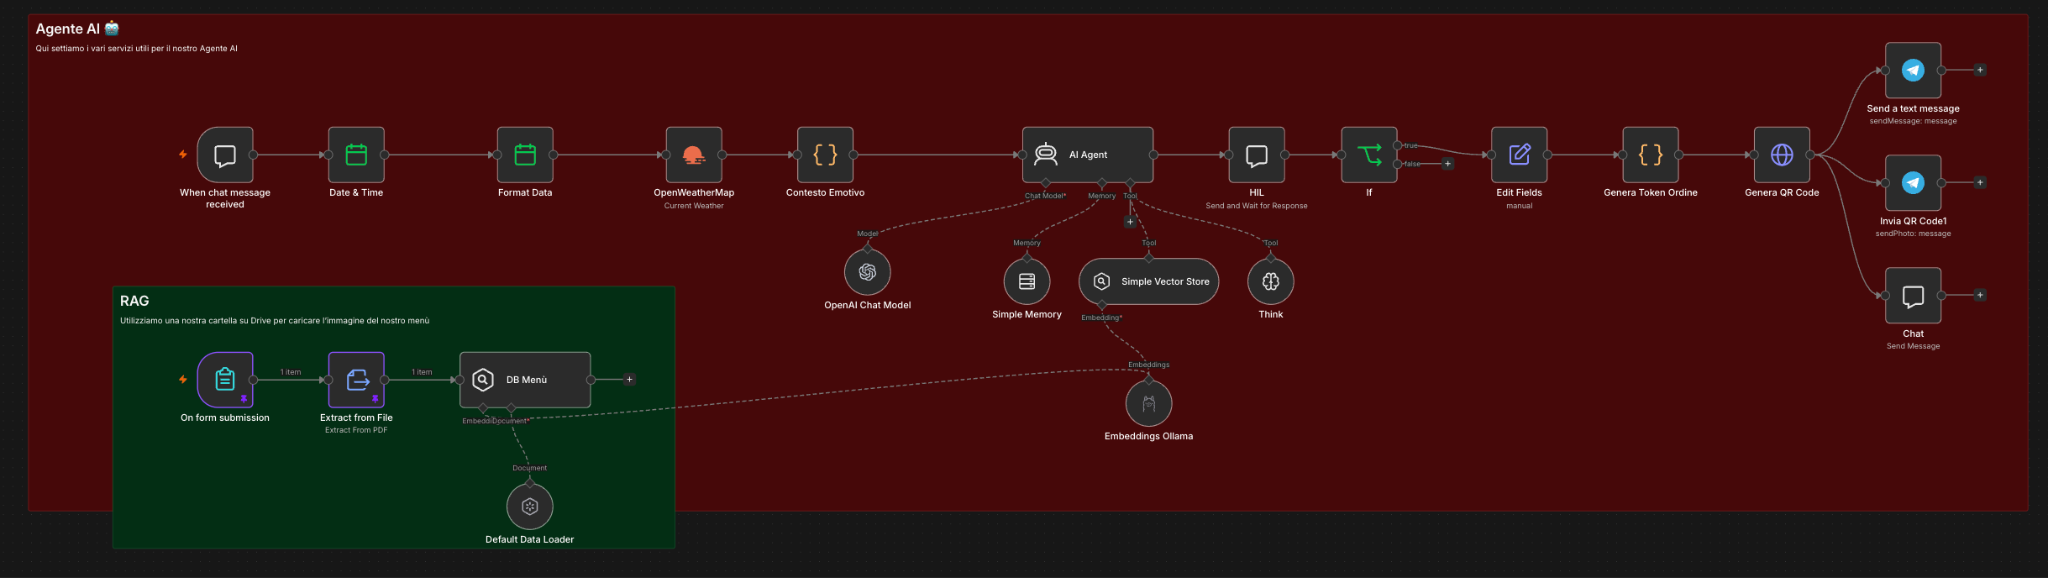 Agente AI 🤖
Qui settiamo i vari servizi utili per il nostro Agente AI
When chat message
received
Date & Time
Format Data
OpenWeatherMap
Current Weather
Contesto Emotivo
AI Agent
Chat Model*
Memory
Tool
HIL
Send and Wait for Response
If
true
false
Edit Fields
manual
Genera Token Ordine
Genera QR Code
Send a text message
sendMessage: message
Invia QR Code1
sendPhoto: message
Chat
Send Message
Model
OpenAI Chat Model
Memory
Simple Memory
Tool
Simple Vector Store
Embedding*
Tool
Think
Embeddings
Embeddings Ollama
RAG
Utilizziamo una nostra cartella su Drive per caricare l'immagine del nostro menù
On form submission
1 item
Extract from File
Extract From PDF
1 item
DB Menù
Document*
Document
Default Data Loader